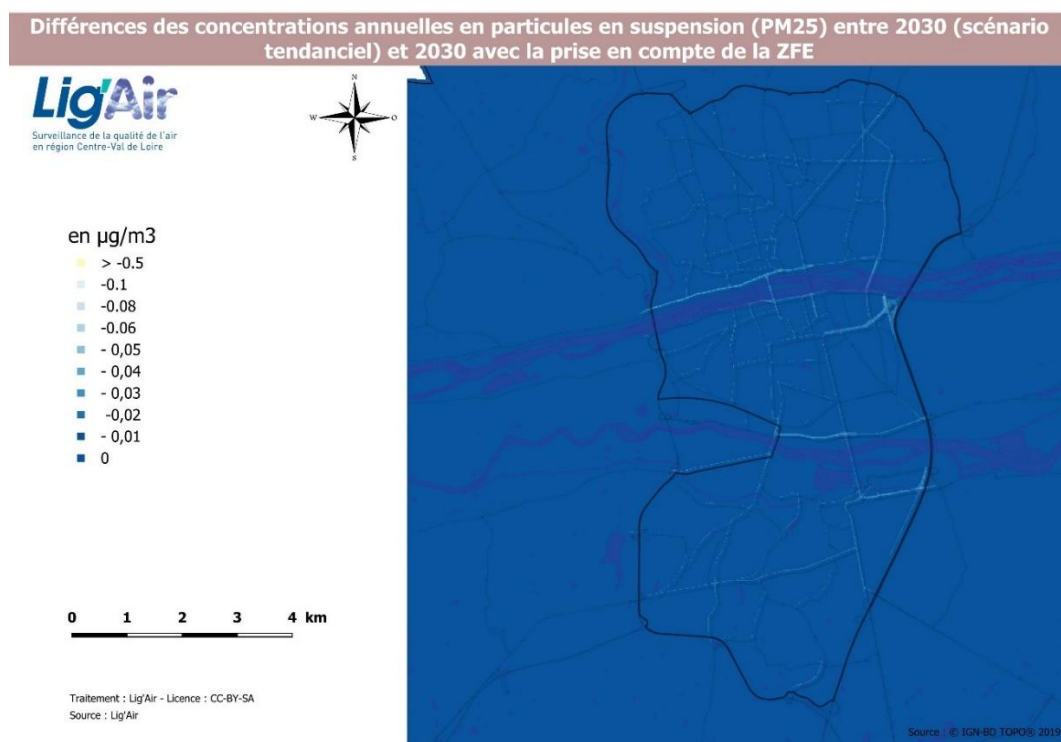 Différences des concentrations annuelles en particules en suspension (PM25) entre 2030 (scénario
tendanciel) et 2030 avec la prise en compte de la ZFE
Lig'Air
Surveillance de la qualité de l'air
en région Centre-Val de Loire
N
W O
S
en µg/m3
> -0.5
-0.1
-0.08
-0.06
- 0,05
- 0,04
- 0,03
-0,02
- 0,01
0
0 1 2 3 4 km
Traitement : Lig'Air - Licence : CC-BY-SA
Source : Lig'Air
Source : © IGN-BD TOPO® 2019